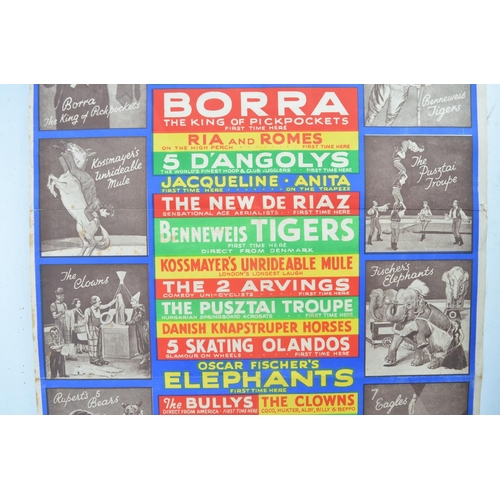 Borra
The King of Pickpockets
Kossmayer's
Unrideable
Mule
The Clowns
Rupert's
Bears
BORRA
THE KING OF PICKPOCKETS
FIRST TIME HERE
RIA AND ROMES
ON THE HIGH PERCH FIRST TIME HERE
5 D'ANGOLYS
THE WORLD'S FINEST HOOP & CLUB JUGGLERS FIRST TIME HERE
JACQUELINE · ANITA
FIRST TIME HERE ON THE TRAPEZE
THE NEW DE RIAZ
SENSATIONAL ACE AERIALISTS FIRST TIME HERE
BENNEWEIS TIGERS
FIRST TIME HERE
DIRECT FROM DENMARK
KOSSMAYER'S UNRIDEABLE MULE
LONDON'S LONGEST LAUGH
THE 2 ARVINGS
COMEDY UNI-CYCLISTS FIRST TIME HERE
THE PUSZTAI TROUPE
HUNGARIAN SPRINGBOARD ACROBATS FIRST TIME HERE
DANISH KNAPSTRUPER HORSES
5 SKATING OLANDOS
GLAMOUR ON WHEELS FIRST TIME HERE
OSCAR FISCHER'S
ELEPHANTS
FIRST TIME HERE
The BULLYS THE CLOWNS
DIRECT FROM AMERICA · FIRST TIME HERE COCO, HUXTER, ALBY, BILLY & BEPPO
Benneweis
Tigers
The
Pusztai
Troupe
Fischer's
Elephants
7
Eagles